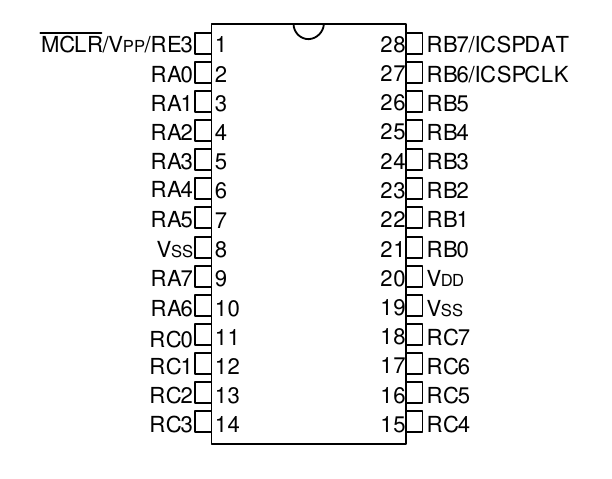 MCLR/VPP/RE3 1 28 RB7/ICSPDAT
RA0 2 27 RB6/ICSPCLK
RA1 3 26 RB5
RA2 4 25 RB4
RA3 5 24 RB3
RA4 6 23 RB2
RA5 7 22 RB1
VSS 8 21 RB0
RA7 9 20 VDD
RA6 10 19 VSS
RC0 11 18 RC7
RC1 12 17 RC6
RC2 13 16 RC5
RC3 14 15 RC4